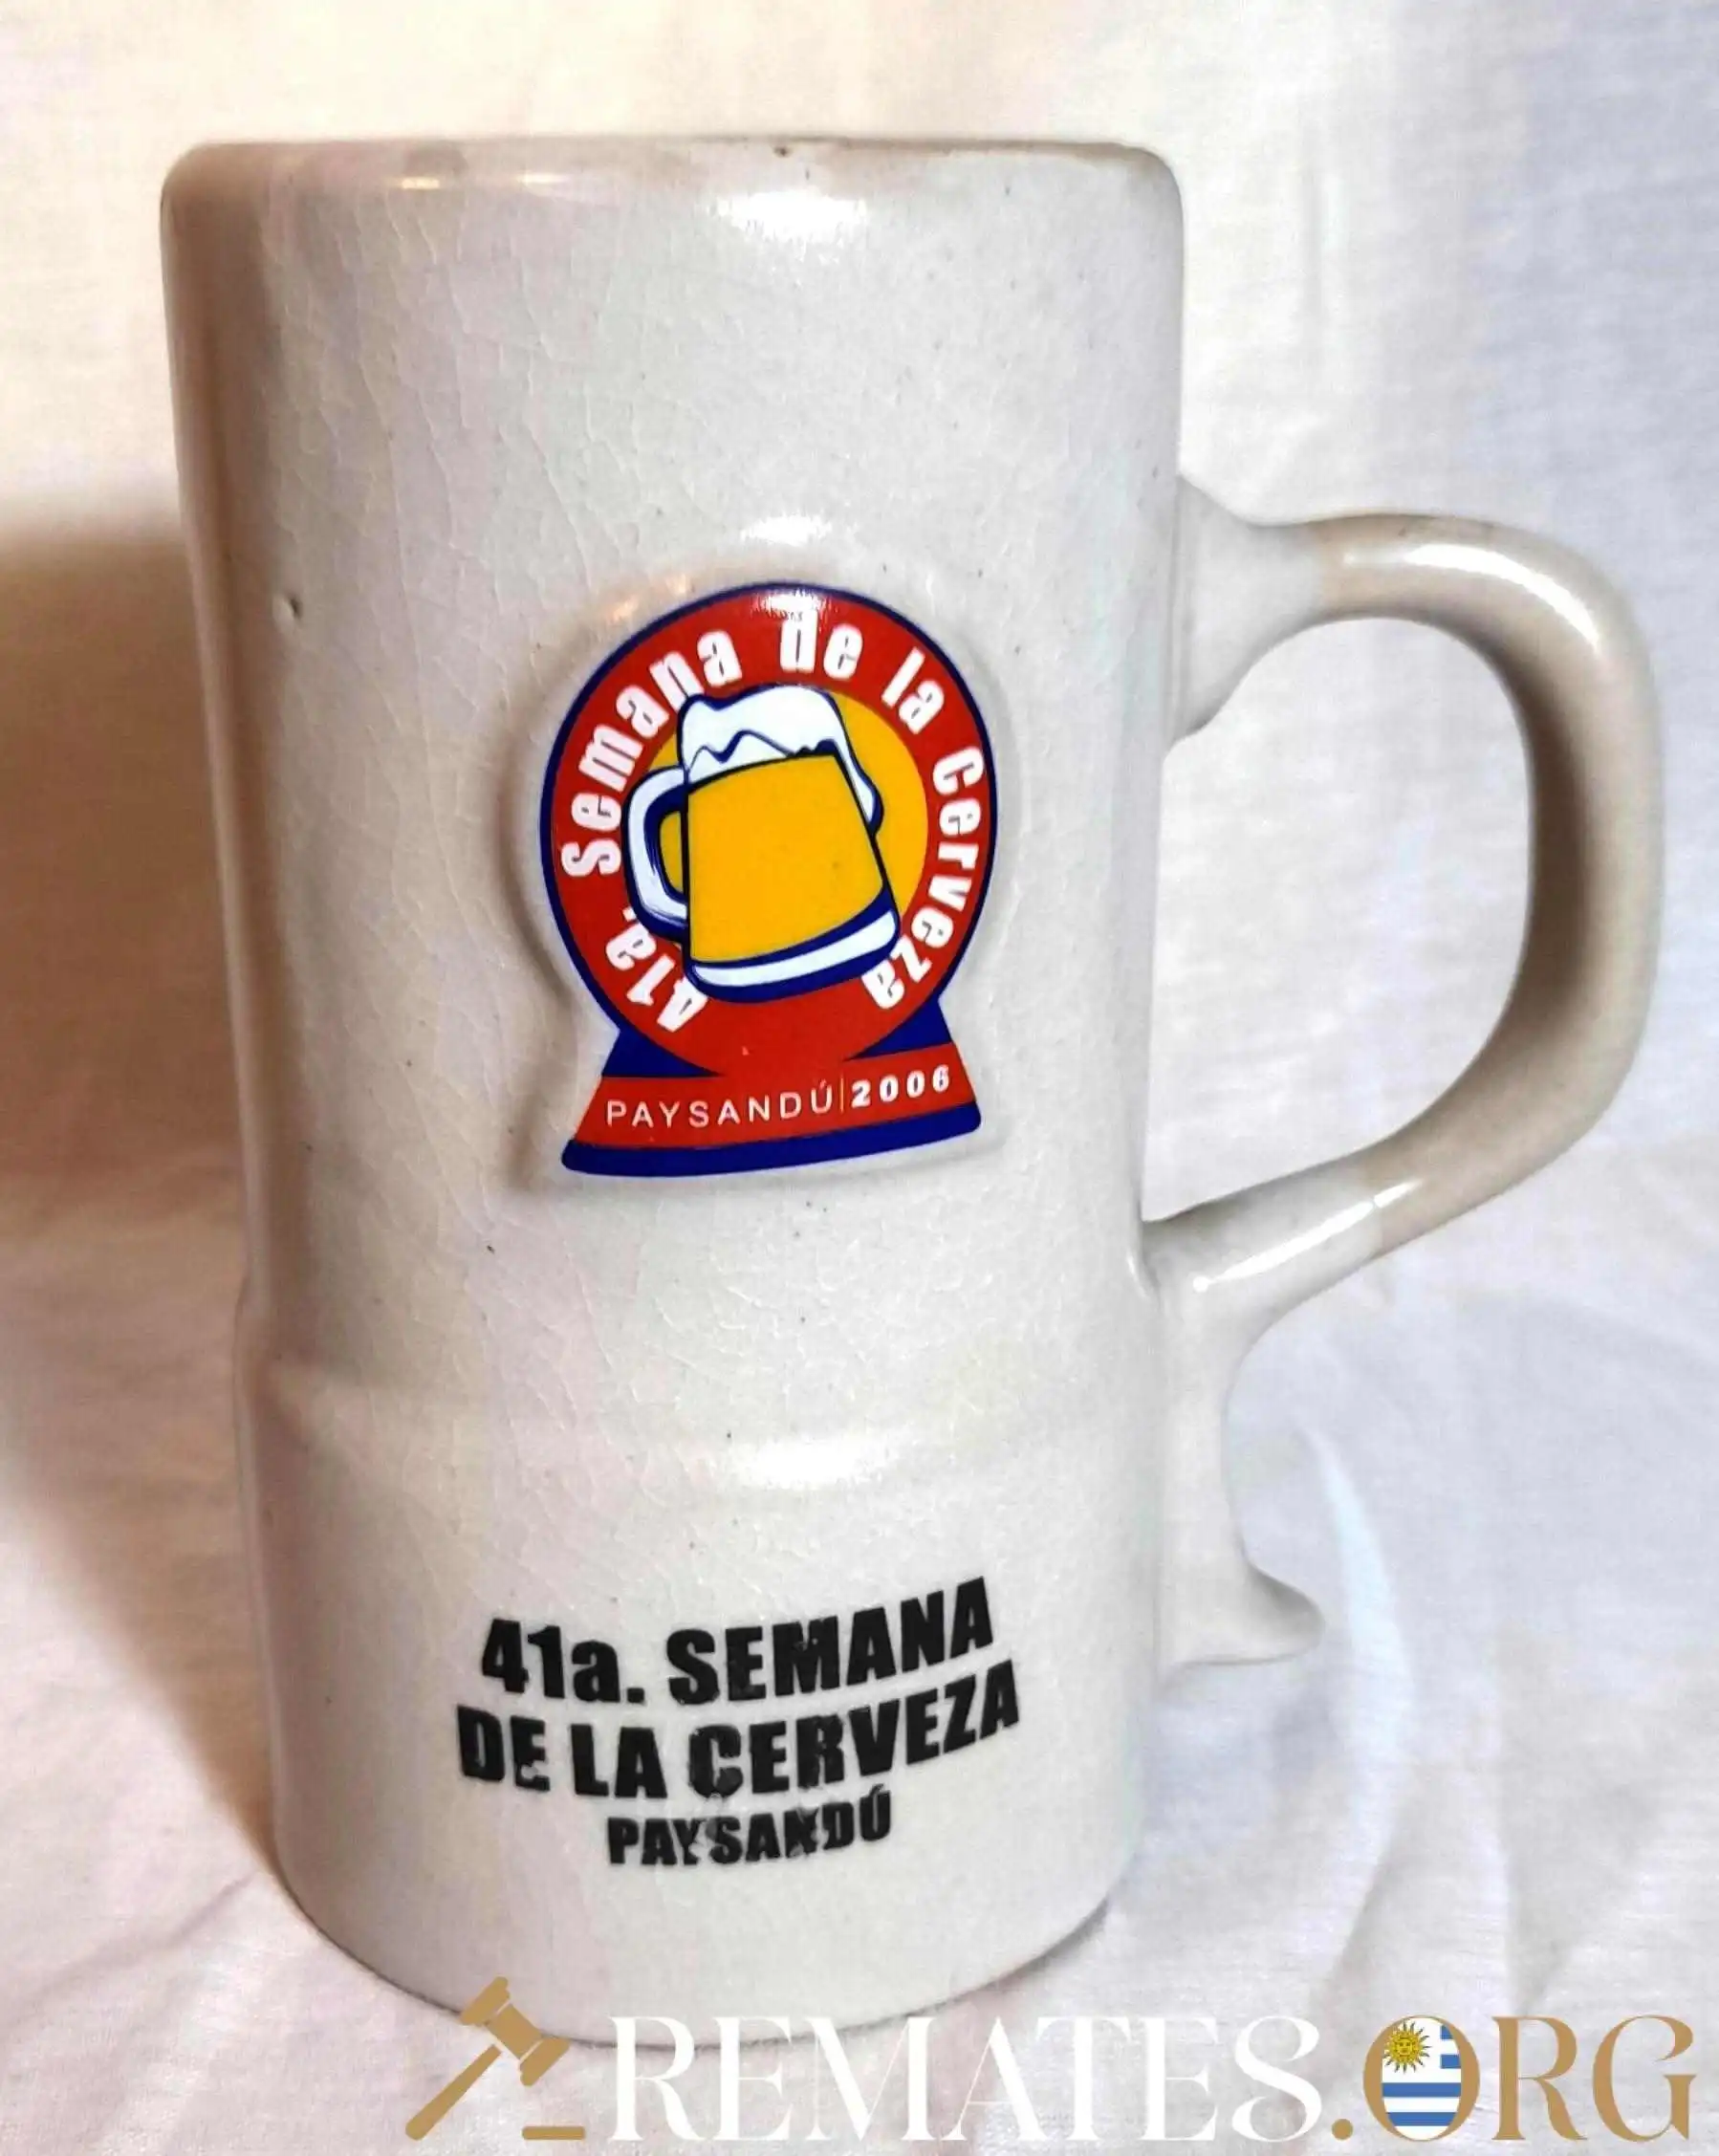 41a. Semana de la Cerveza
PAYSANDÚ|2006
41a. SEMANA
DE LA CERVEZA
PAYSANDÚ
REMATES.ORG